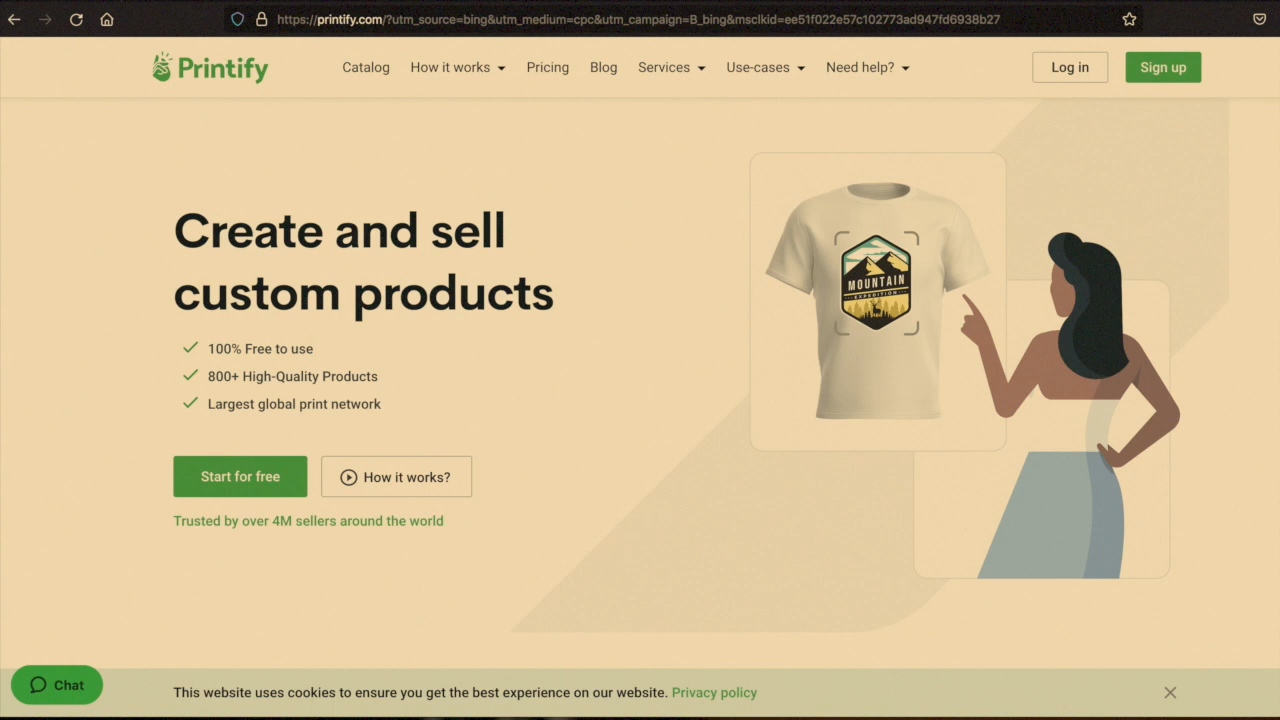 https://printify.com/?utm_source=bing&utm_medium=cpc&utm_campaign=B_bing&msclkid=ee51f022e57c102773ad947fd6938b27
Printify
Catalog
How it works
Pricing
Blog
Services
Use-cases
Need help?
Log in
Sign up
Create and sell
custom products
100% Free to use
800+ High-Quality Products
Largest global print network
Start for free
How it works?
Trusted by over 4M sellers around the world
MOUNTAIN
EXPEDITION
Chat
This website uses cookies to ensure you get the best experience on our website. Privacy policy